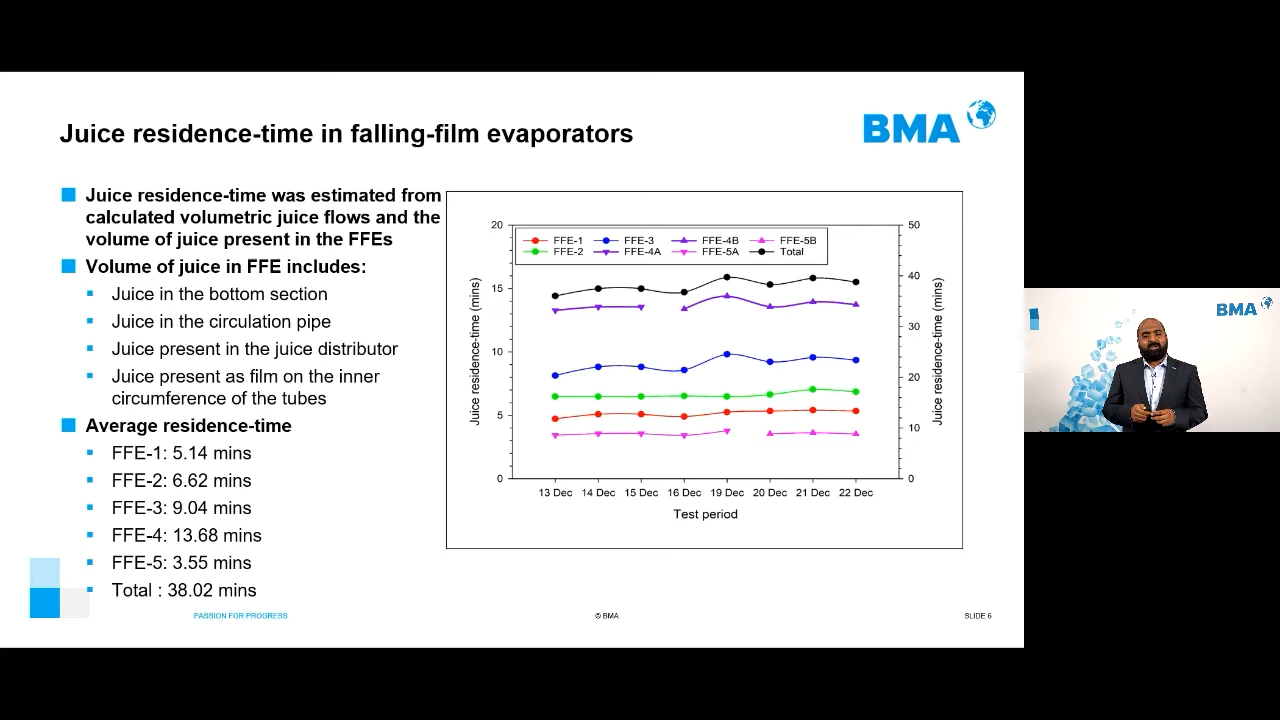 Juice residence-time in falling-film evaporators
BMA
Juice residence-time was estimated from
calculated volumetric juice flows and the
volume of juice present in the FFEs
Volume of juice in FFE includes:
Juice in the bottom section
Juice in the circulation pipe
Juice present in the juice distributor
Juice present as film on the inner
circumference of the tubes
Average residence-time
FFE-1: 5.14 mins
FFE-2: 6.62 mins
FFE-3: 9.04 mins
FFE-4: 13.68 mins
FFE-5: 3.55 mins
Total : 38.02 mins
20
15
10
5
0
Juice residence-time (mins)
FFE-1 FFE-3 FFE-4B FFE-5B
FFE-2 FFE-4A FFE-5A Total
50
40
30
20
10
0
Juice residence-time (mins)
13 Dec 14 Dec 15 Dec 16 Dec 19 Dec 20 Dec 21 Dec 22 Dec
Test period
PASSION FOR PROGRESS
© BMA
SLIDE 6
BMA